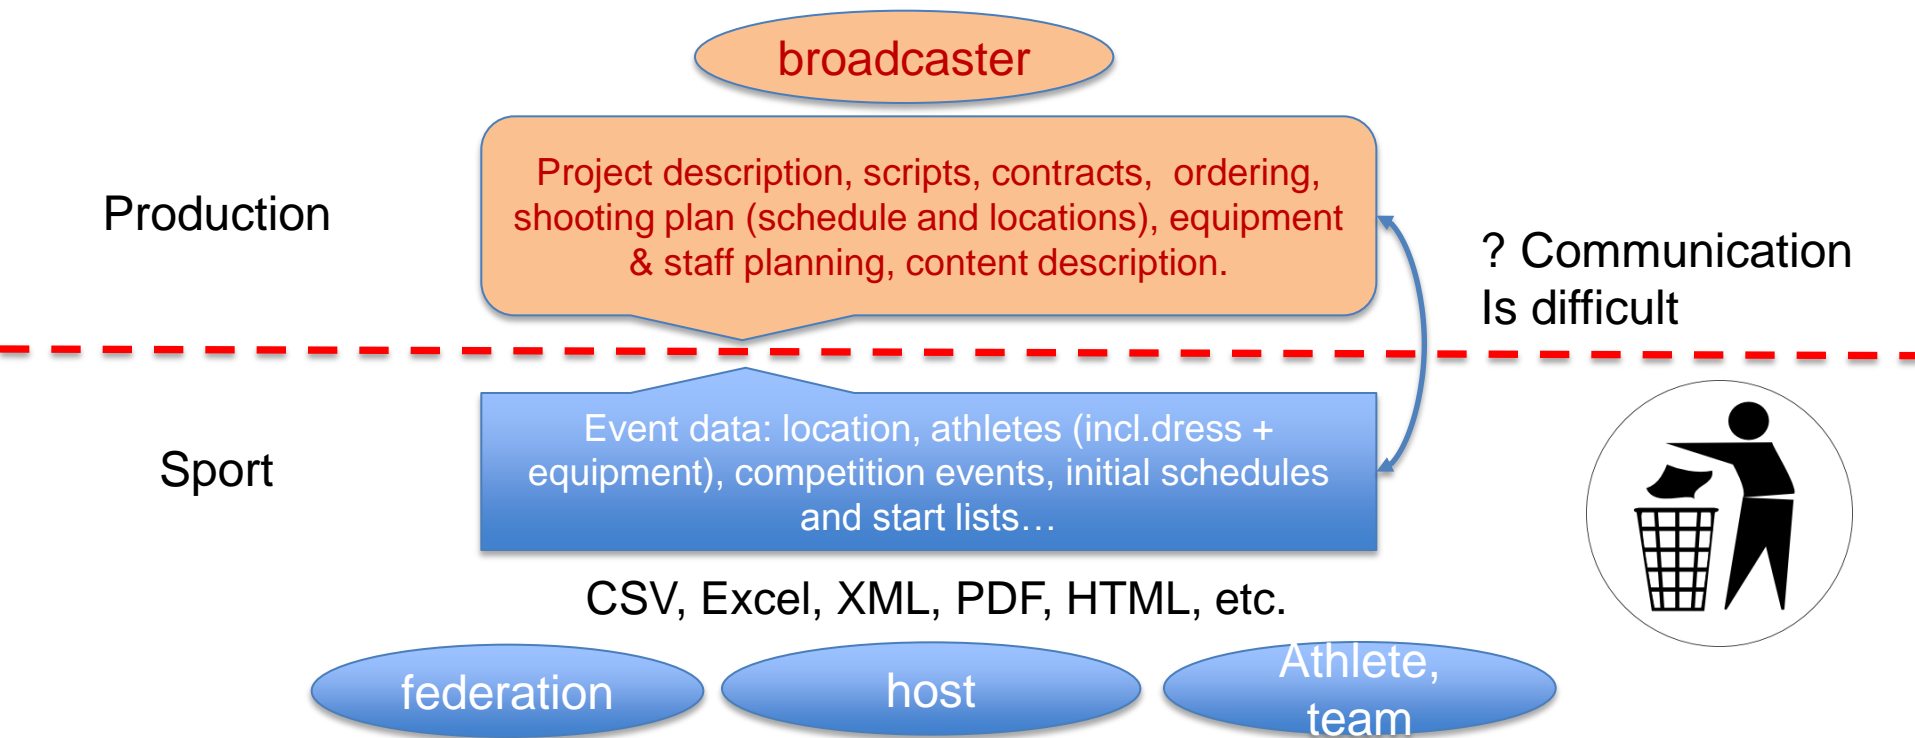 broadcaster
Production
Project description, scripts, contracts, ordering,
shooting plan (schedule and locations), equipment
& staff planning, content description.
? Communication
Is difficult
Sport
Event data: location, athletes (incl.dress +
equipment), competition events, initial schedules
and start lists…
CSV, Excel, XML, PDF, HTML, etc.
federation
host
Athlete,
team